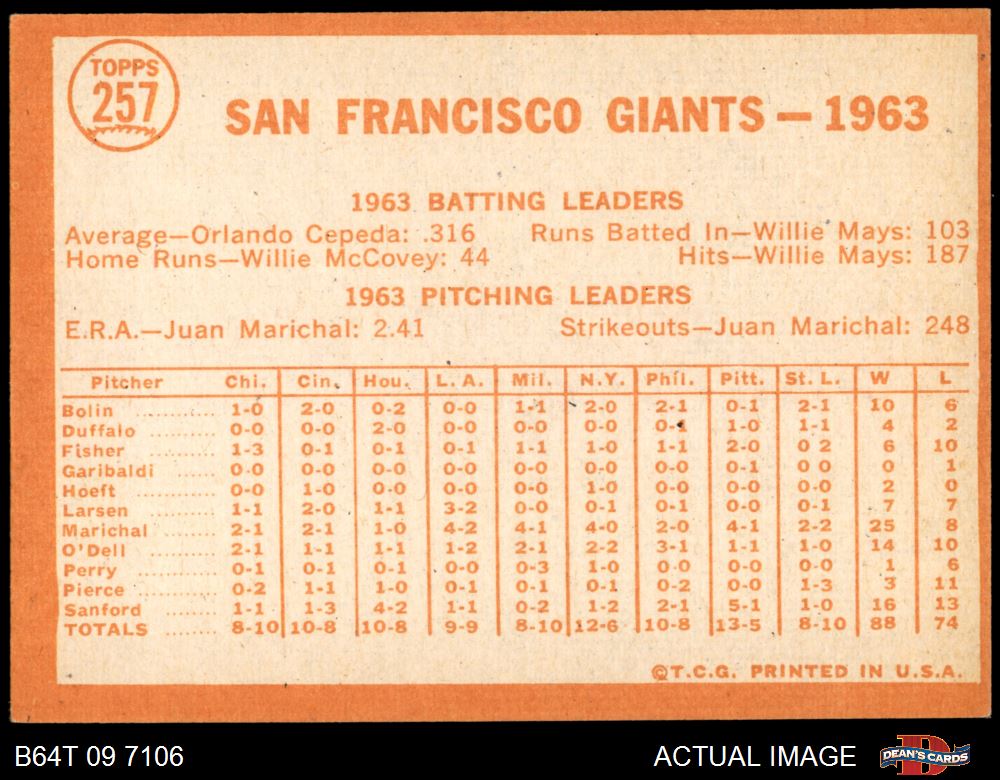 TOPPS
257
SAN FRANCISCO GIANTS — 1963
1963 BATTING LEADERS
Average—Orlando Cepeda: .316 Runs Batted In—Willie Mays: 103
Home Runs—Willie McCovey: 44 Hits—Willie Mays: 187
1963 PITCHING LEADERS
E.R.A.—Juan Marichal: 2.41 Strikeouts—Juan Marichal: 248
Pitcher Chi. Cin. Hou. L. A. Mil. N.Y. Phil. Pitt. St. L. W L
Bolin .......... 1-0 2-0 0-2 0-0 1-1 2-0 2-1 0-1 2-1 10 6
Duffalo .......... 0-0 0-0 2-0 0-0 0-0 0-0 0-1 1-0 1-1 4 2
Fisher .......... 1-3 0-1 0-1 0-1 1-1 1-0 1-1 2-0 0 2 6 10
Garibaldi .......... 0-0 0-0 0-0 0-0 0-0 0-0 0-0 0-1 0-0 0 1
Hoeft .......... 0-0 1-0 0-0 0-0 0-0 1-0 0-0 0-0 0-0 2 0
Larsen .......... 1-1 2-0 1-1 3-2 0-0 0-1 0-1 0-0 0-1 7 7
Marichal .......... 2-1 2-1 1-0 4-2 4-1 4-0 2-0 4-1 2-2 25 8
O'Dell .......... 2-1 1-1 1-1 1-2 2-1 2-2 3-1 1-1 1-0 14 10
Perry .......... 0-1 0-1 0-1 0-0 0-3 1-0 0-0 0-0 0-0 1 6
Pierce .......... 0-2 1-1 1-0 0-1 0-1 0-1 0-2 0-0 1-3 3 11
Sanford ....... 1-1 1-3 4-2 1-1 0-2 1-2 2-1 5-1 1-0 16 13
TOTALS ....... 8-10 10-8 10-8 9-9 8-10 12-6 10-8 13-5 8-10 88 74
©T.C.G. PRINTED IN U.S.A.
B64T 09 7106 ACTUAL IMAGE DEAN'S CARDS